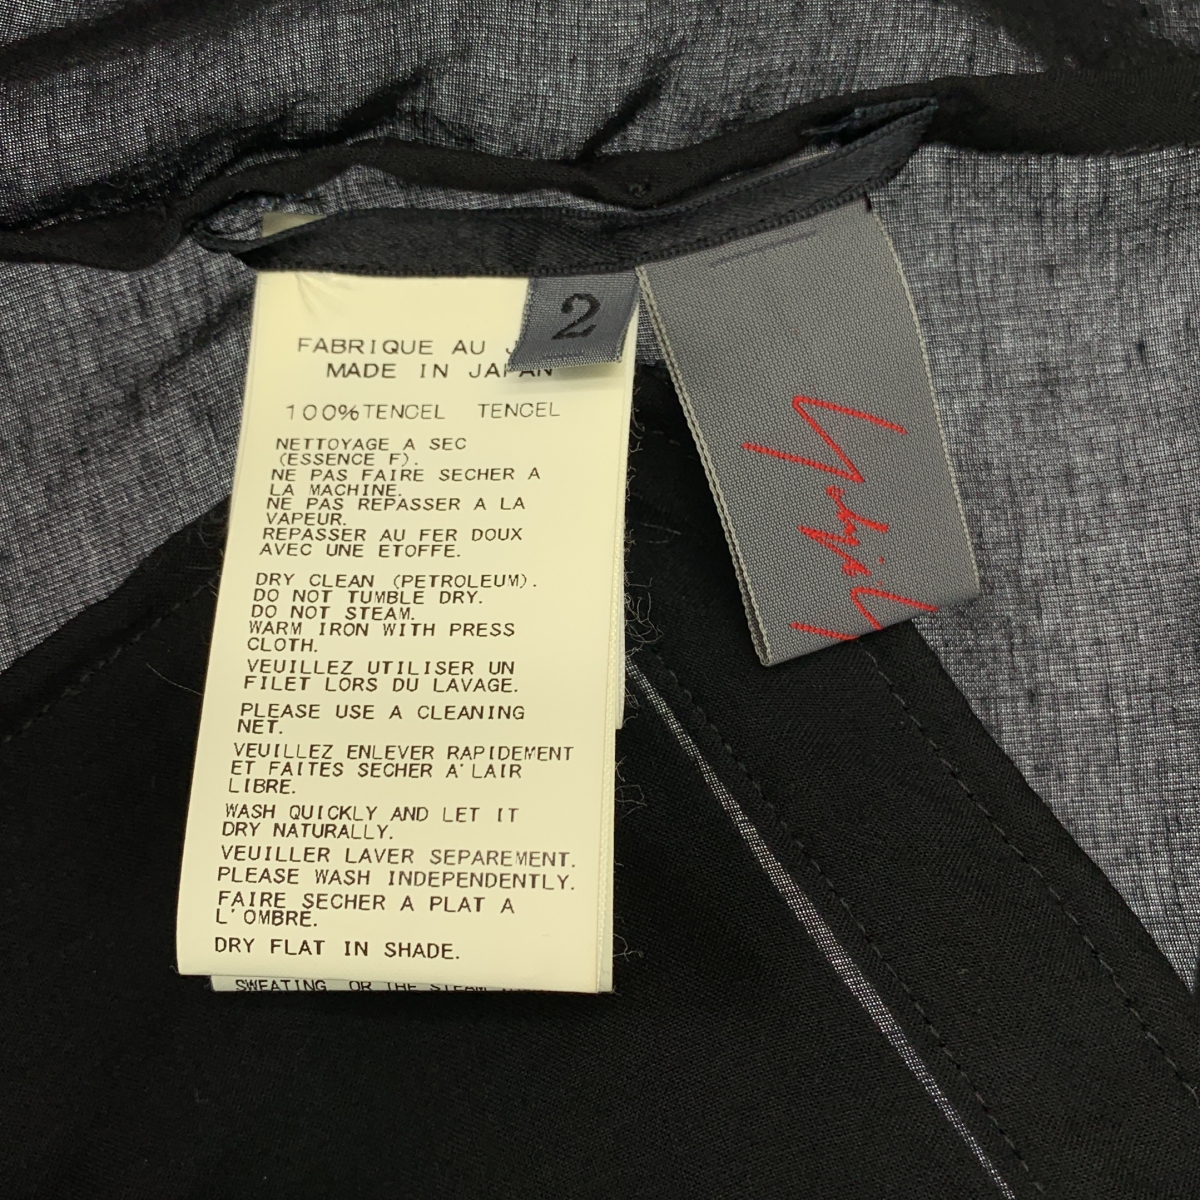 2
FABRIQUE AU
MADE IN JAPAN
100%TENCEL TENCEL
NETTOYAGE A SEC
(ESSENCE F).
NE PAS FAIRE SECHER A
LA MACHINE.
NE PAS REPASSER A LA
VAPEUR.
REPASSER AU FER DOUX
AVEC UNE ETOFFE.
DRY CLEAN (PETROLEUM).
DO NOT TUMBLE DRY.
DO NOT STEAM.
WARM IRON WITH PRESS
CLOTH.
VEUILLEZ UTILISER UN
FILET LORS DU LAVAGE.
PLEASE USE A CLEANING
NET.
VEUILLEZ ENLEVER RAPIDEMENT
ET FAITES SECHER A' LAIR
LIBRE.
WASH QUICKLY AND LET IT
DRY NATURALLY.
VEUILLER LAVER SEPAREMENT.
PLEASE WASH INDEPENDENTLY.
FAIRE SECHER A PLAT A
L'OMBRE.
DRY FLAT IN SHADE.
SWEATING OR THE STEAM